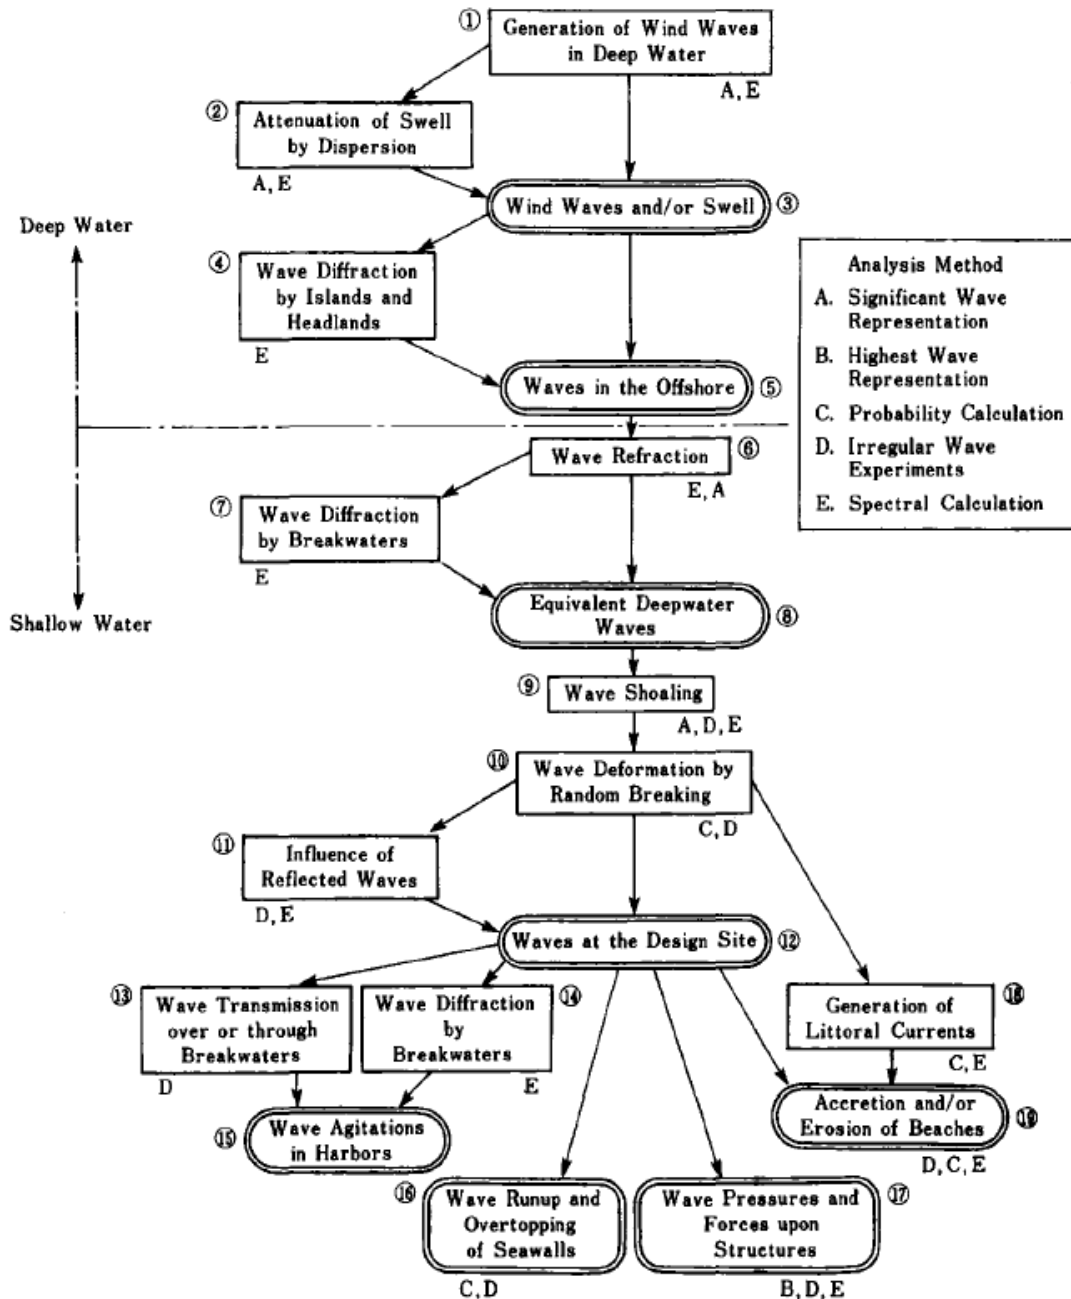 ① Generation of Wind Waves
in Deep Water
A, E
② Attenuation of Swell
by Dispersion
A, E
Wind Waves and/or Swell ③
Deep Water
④ Wave Diffraction
by Islands and
Headlands
E
Waves in the Offshore ⑤
Analysis Method
A. Significant Wave
Representation
B. Highest Wave
Representation
C. Probability Calculation
D. Irregular Wave
Experiments
E. Spectral Calculation
Wave Refraction ⑥
E, A
⑦ Wave Diffraction
by Breakwaters
E
Shallow Water
Equivalent Deepwater
Waves ⑧
⑨ Wave Shoaling
A, D, E
⑩ Wave Deformation by
Random Breaking
C, D
⑪ Influence of
Reflected Waves
D, E
Waves at the Design Site ⑫
⑬ Wave Transmission
over or through
Breakwaters
D
Wave Diffraction ⑭
by
Breakwaters
E
Generation of ⑱
Littoral Currents
C, E
⑮ Wave Agitations
in Harbors
Accretion and/or
Erosion of Beaches ⑲
D, C, E
⑯ Wave Runup and
Overtopping
of Seawalls
C, D
Wave Pressures and ⑰
Forces upon
Structures
B, D, E